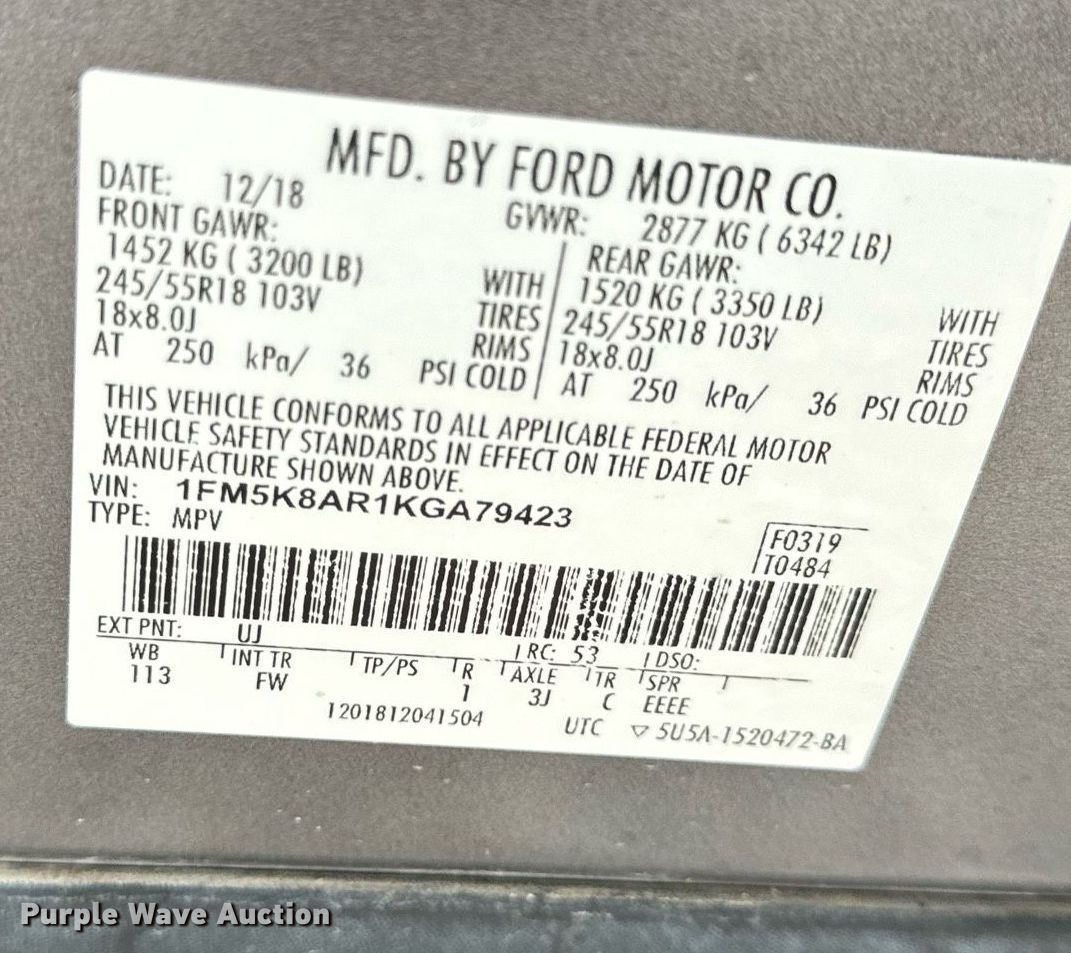 MFD. BY FORD MOTOR CO.
DATE: 12/18 GVWR: 2877 KG ( 6342 LB)
FRONT GAWR: REAR GAWR:
1452 KG ( 3200 LB) WITH 1520 KG ( 3350 LB) WITH
245/55R18 103V TIRES 245/55R18 103V TIRES
18x8.0J RIMS 18x8.0J RIMS
AT 250 kPa/ 36 PSI COLD AT 250 kPa/ 36 PSI COLD
THIS VEHICLE CONFORMS TO ALL APPLICABLE FEDERAL MOTOR
VEHICLE SAFETY STANDARDS IN EFFECT ON THE DATE OF
MANUFACTURE SHOWN ABOVE.
VIN: 1FM5K8AR1KGA79423
TYPE: MPV
F0319
T0484
EXT PNT: UJ RC: 53 DSO:
WB INT TR TP/PS R AXLE TR SPR
113 FW 1 3J C EEEE
1201812041504 UTC ▽ 5U5A-1520472-BA
Purple Wave Auction